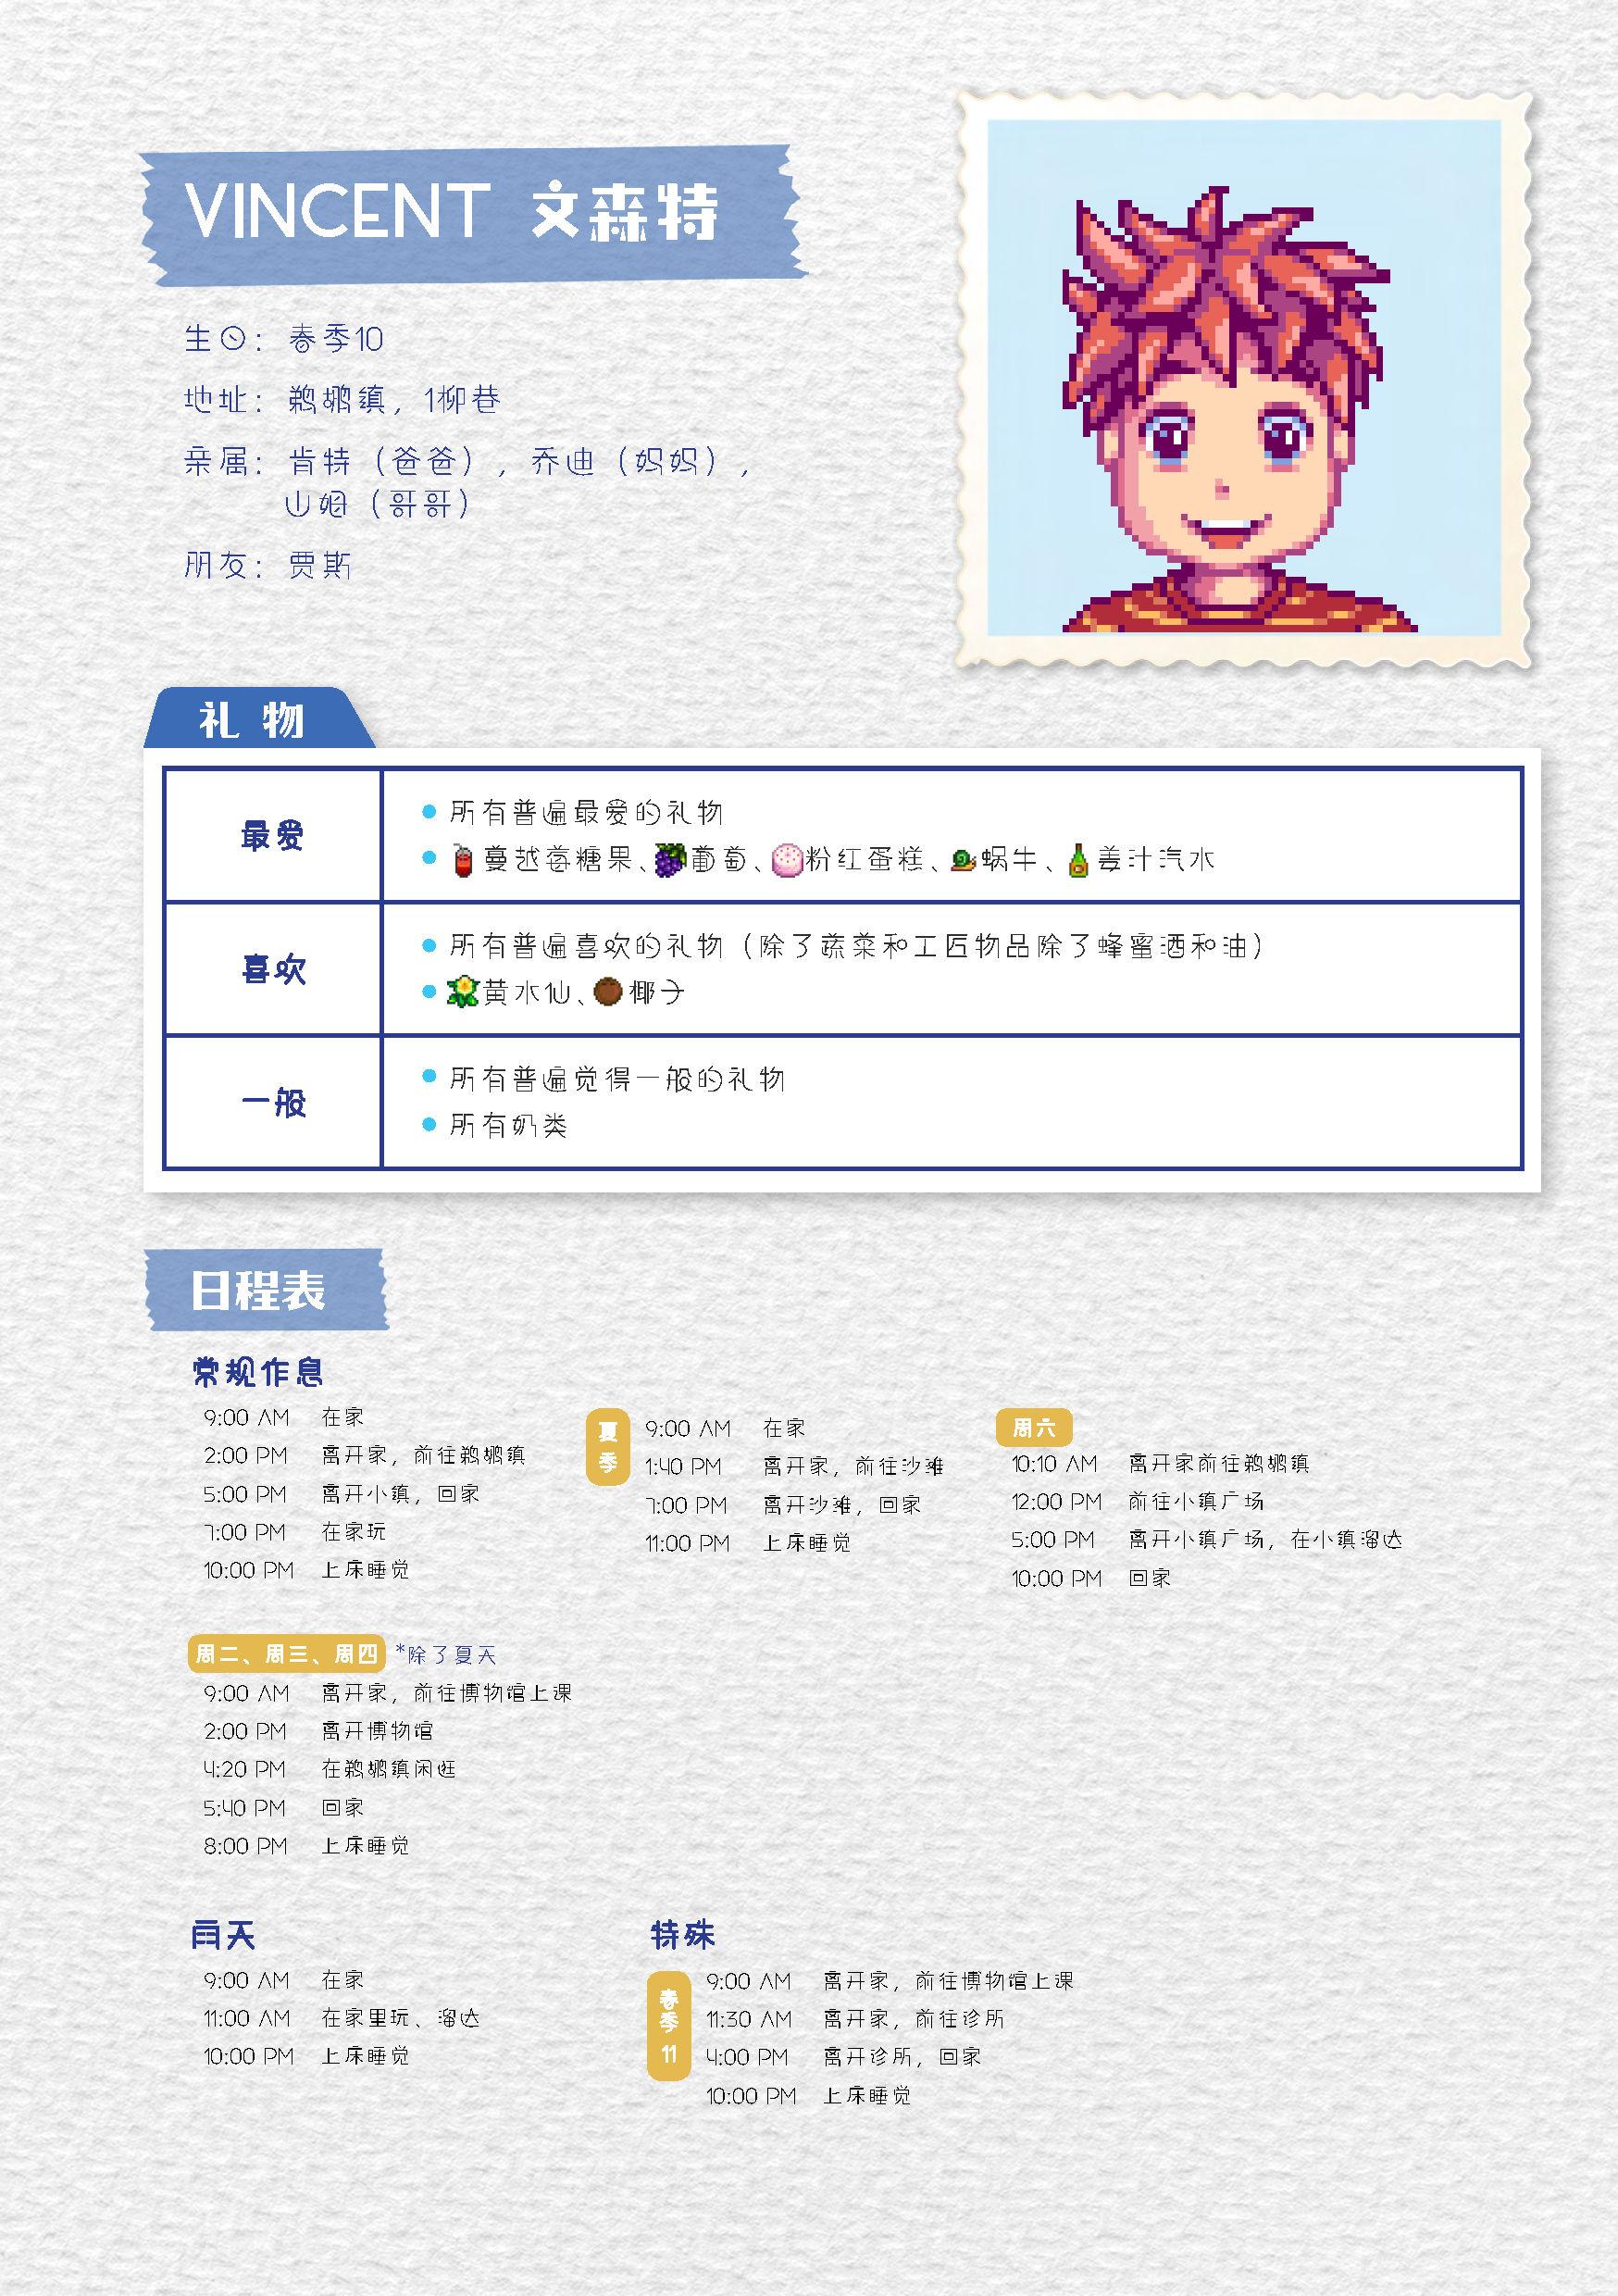 VINCENT 文森特
生日：春季10
地址：鹈鹕镇，1柳巷
亲属：肯特（爸爸），乔迪（妈妈），
山姆（哥哥）
朋友：贾斯
礼 物
最爱
所有普遍最爱的礼物
蔓越莓糖果、葡萄、粉红蛋糕、蜗牛、姜汁汽水
喜欢
所有普遍喜欢的礼物（除了蔬菜和工匠物品除了蜂蜜酒和油）
黄水仙、椰子
一般
所有普遍觉得一般的礼物
所有奶类
日程表
常规作息
9:00 AM 在家
2:00 PM 离开家，前往鹈鹕镇
5:00 PM 离开小镇，回家
7:00 PM 在家玩
10:00 PM 上床睡觉
夏季
9:00 AM 在家
1:40 PM 离开家，前往沙滩
7:00 PM 离开沙滩，回家
11:00 PM 上床睡觉
周六
10:10 AM 离开家前往鹈鹕镇
12:00 PM 前往小镇广场
5:00 PM 离开小镇广场，在小镇溜达
10:00 PM 回家
周二、周三、周四 *除了夏天
9:00 AM 离开家，前往博物馆上课
2:00 PM 离开博物馆
4:20 PM 在鹈鹕镇闲逛
5:40 PM 回家
8:00 PM 上床睡觉
雨天
9:00 AM 在家
11:00 AM 在家里玩、溜达
10:00 PM 上床睡觉
特殊
春季11
9:00 AM 离开家，前往博物馆上课
11:30 AM 离开家，前往诊所
4:00 PM 离开诊所，回家
10:00 PM 上床睡觉